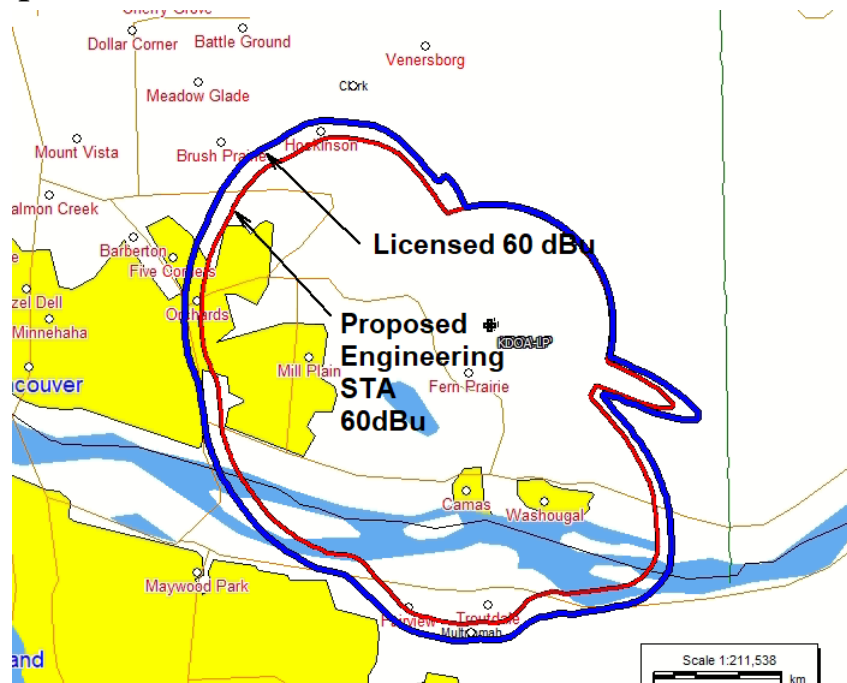 Cherry Grove
Dollar Corner
Battle Ground
Venersborg
Clark
Meadow Glade
Mount Vista
Brush Prairie
Hockinson
almon Creek
Barberton
Five Corners
Licensed 60 dBu
zel Dell
Orchards
Minnehaha
Proposed
Engineering
STA
60dBu
KDOA-LP
Mill Plain
Fern Prairie
ncouver
Camas
Washougal
Maywood Park
Fairview
Troutdale
Multnomah
and
Scale 1:211,538
km